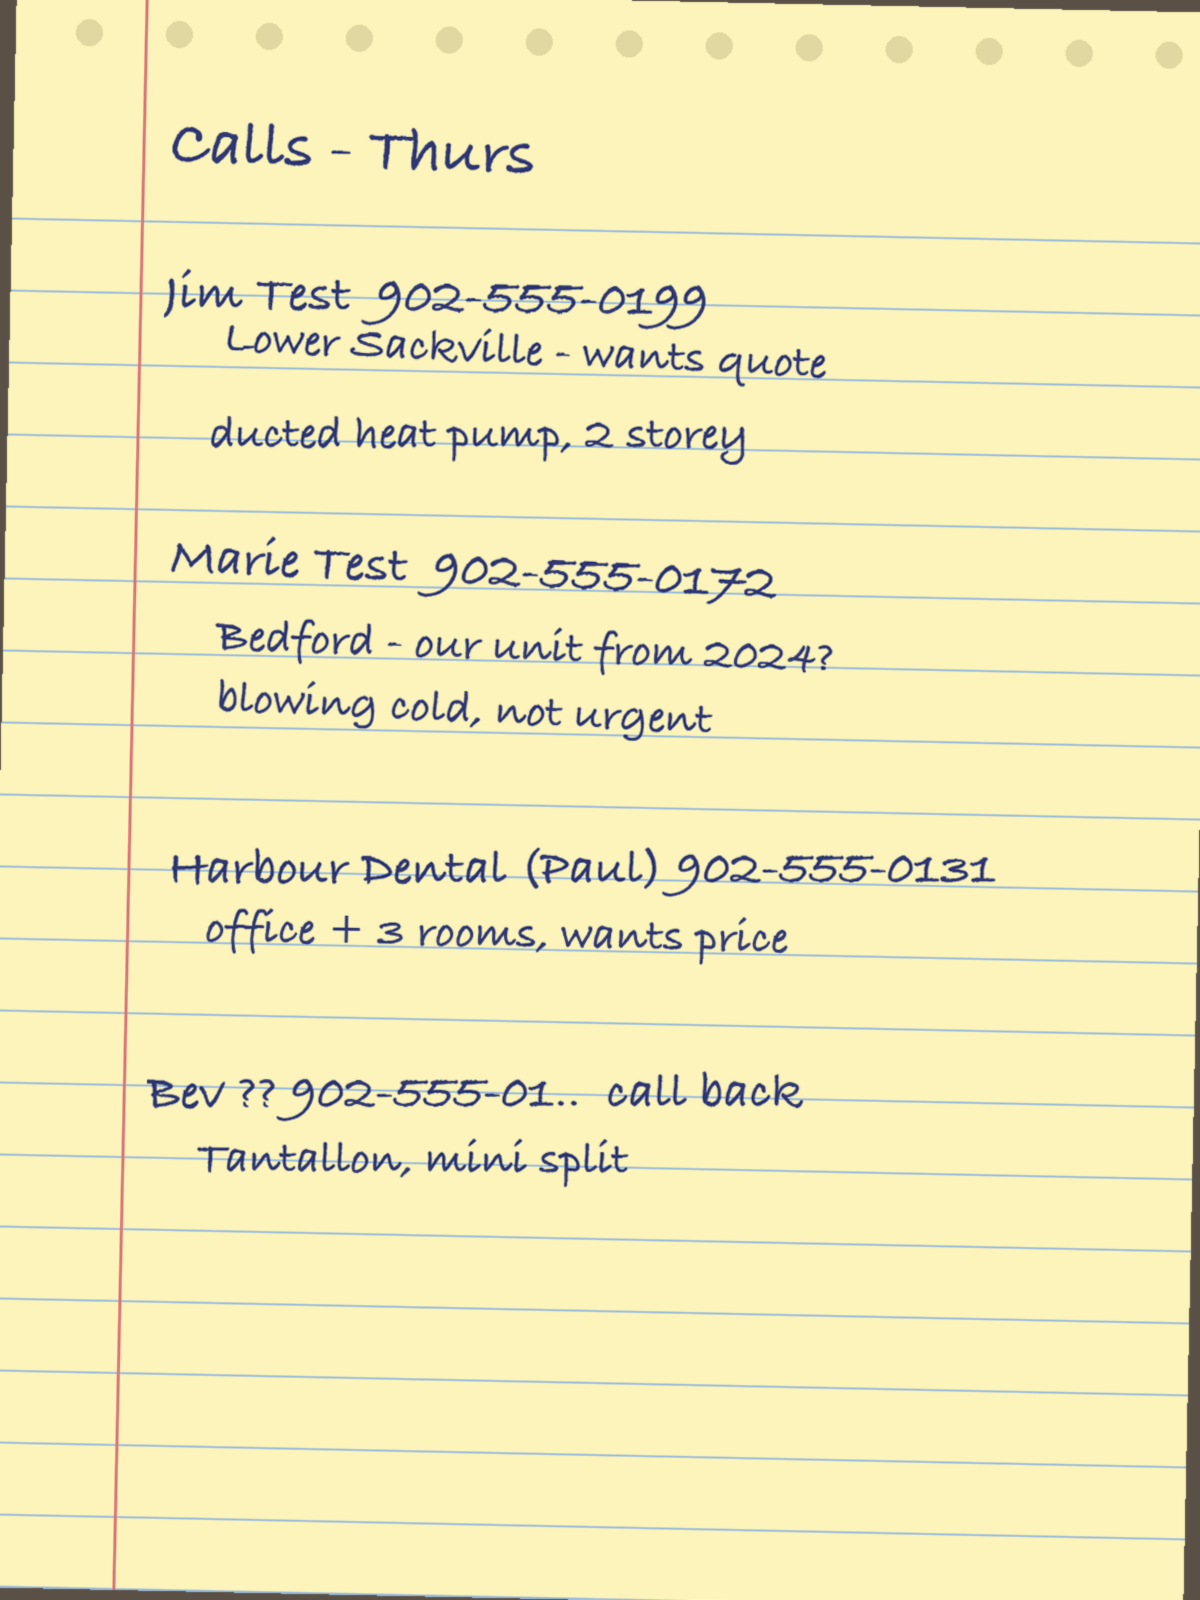 Calls - Thurs
Jim Test 902-555-0199
Lower Sackville - wants quote
ducted heat pump, 2 storey
Marie Test 902-555-0172
Bedford - our unit from 2024?
blowing cold, not urgent
Harbour Dental (Paul) 902-555-0131
office + 3 rooms, wants price
Bev ?? 902-555-01.. call back
Tantallon, mini split